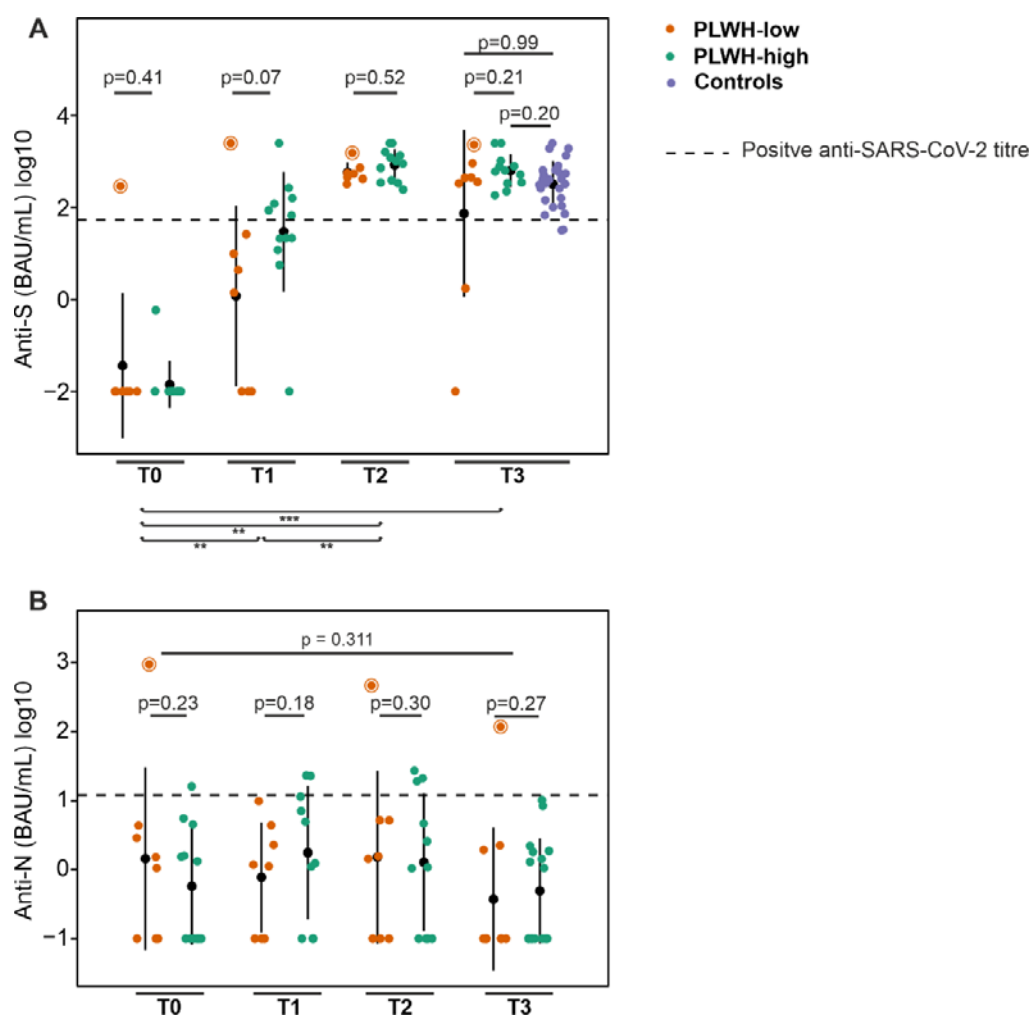 A
Anti-S (BAU/mL) log10
4
2
0
−2
p=0.41
p=0.07
p=0.52
p=0.99
p=0.21
p=0.20
T0
T1
T2
T3
***
**
**
**
PLWH-low
PLWH-high
Controls
Positve anti-SARS-CoV-2 titre
B
Anti-N (BAU/mL) log10
3
2
1
0
−1
p = 0.311
p=0.23
p=0.18
p=0.30
p=0.27
T0
T1
T2
T3